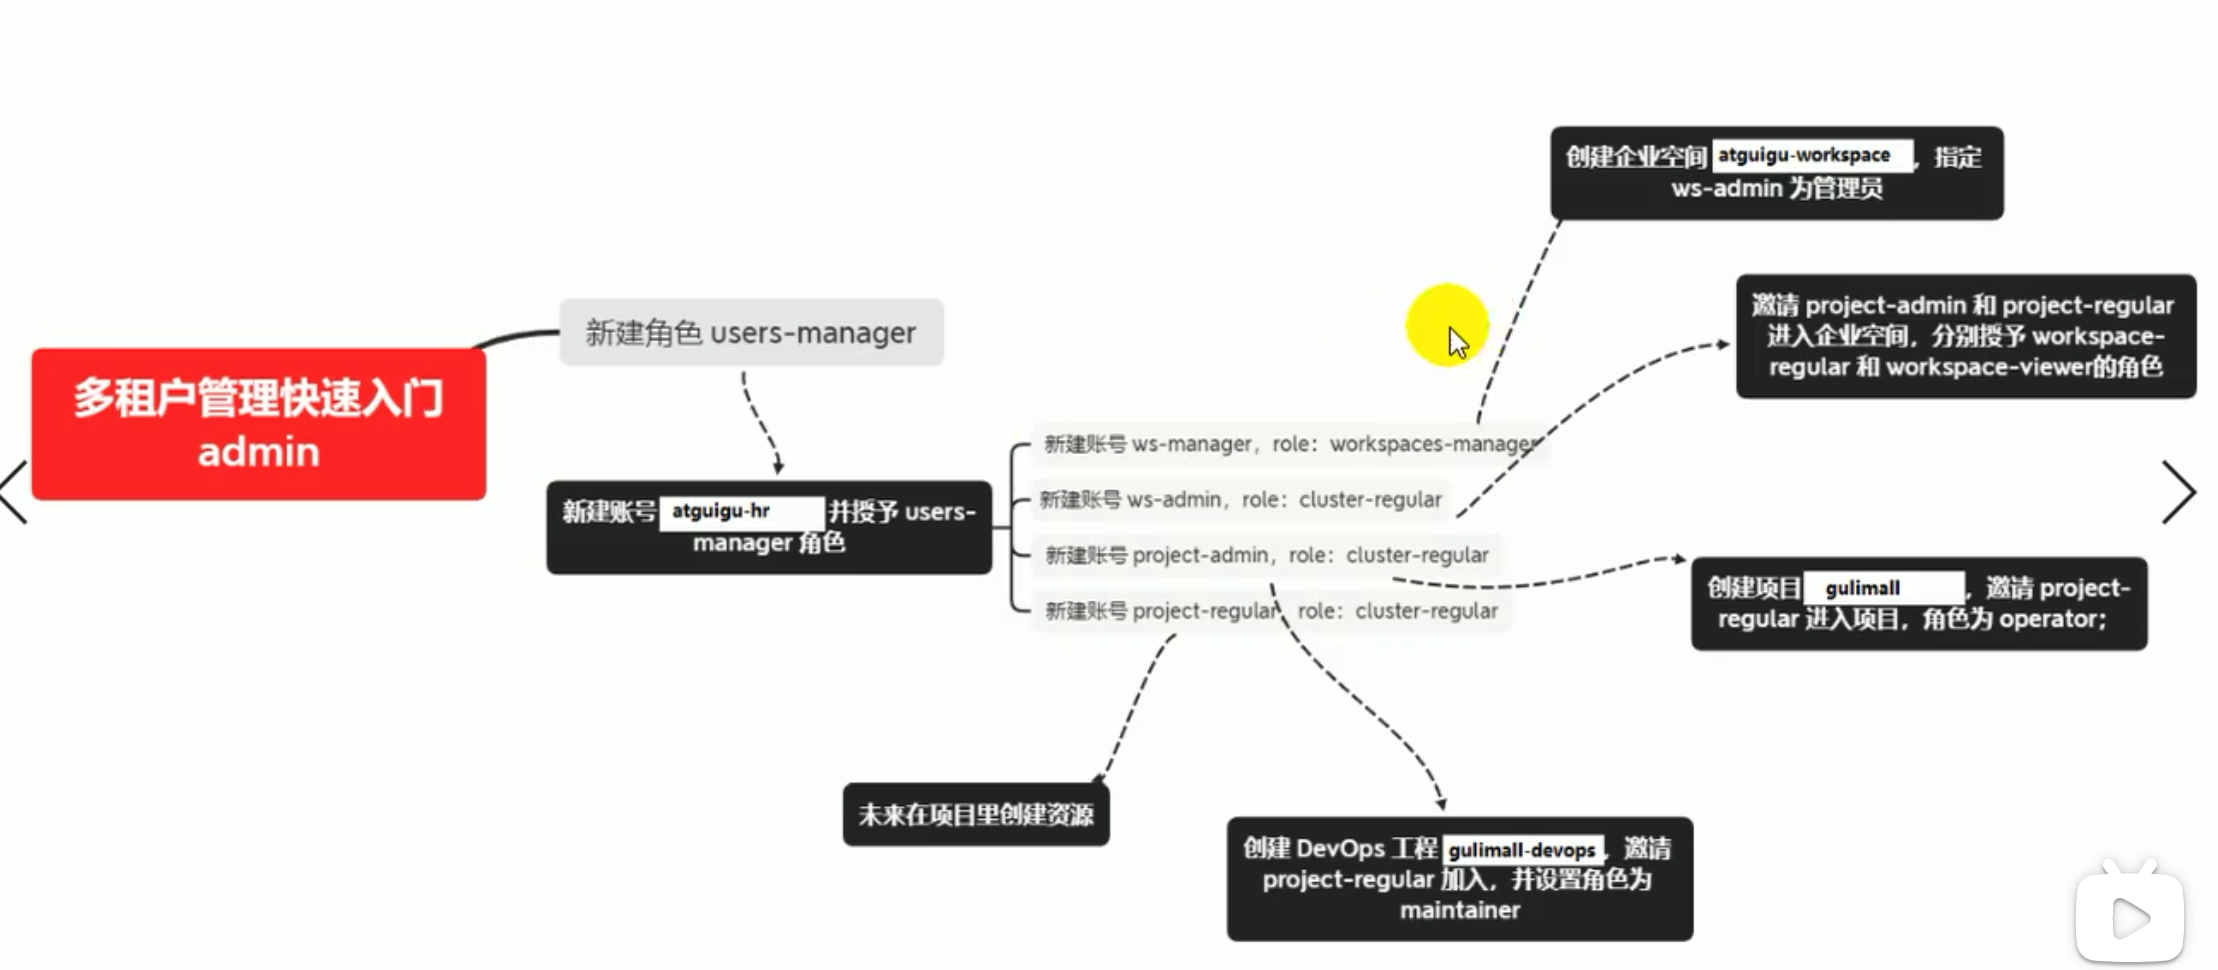 创建企业空间 atguigu-workspace ，指定
ws-admin 为管理员
邀请 project-admin 和 project-regular
进入企业空间，分别授予 workspace-
regular 和 workspace-viewer的角色
新建角色 users-manager
多租户管理快速入门
admin
新建账号 atguigu-hr 并授予 users-
manager 角色
新建账号 ws-manager，role：workspaces-manager
新建账号 ws-admin，role：cluster-regular
新建账号 project-admin，role：cluster-regular
新建账号 project-regular，role：cluster-regular
创建项目 gulimall ，邀请 project-
regular 进入项目，角色为 operator；
未来在项目里创建资源
创建 DevOps 工程 gulimall-devops ，邀请
project-regular 加入，并设置角色为
maintainer